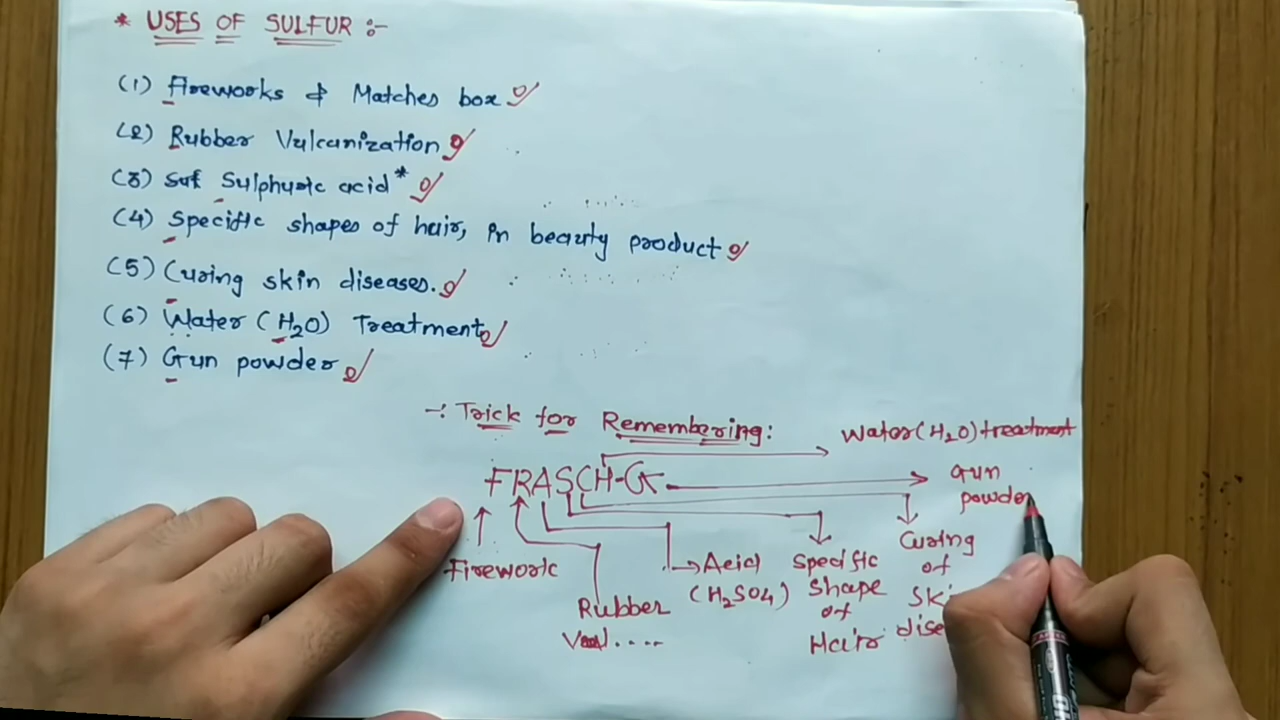 * USES OF SULFUR :-
(1) Fireworks & Matches box
(2) Rubber Vulcanization
(3) Sulphuric acid*
(4) Specific shapes of hair, in beauty product
(5) Curing skin diseases.
(6) Water (H2O) Treatment
(7) Gun powder
-: Trick for Remembering:
Water (H2O) treatment
FRASCH-G
Gun
powder
Curing
of
Ski
dise
Firework
Acid
(H2SO4)
Specific
Shape
of
Hair
Rubber